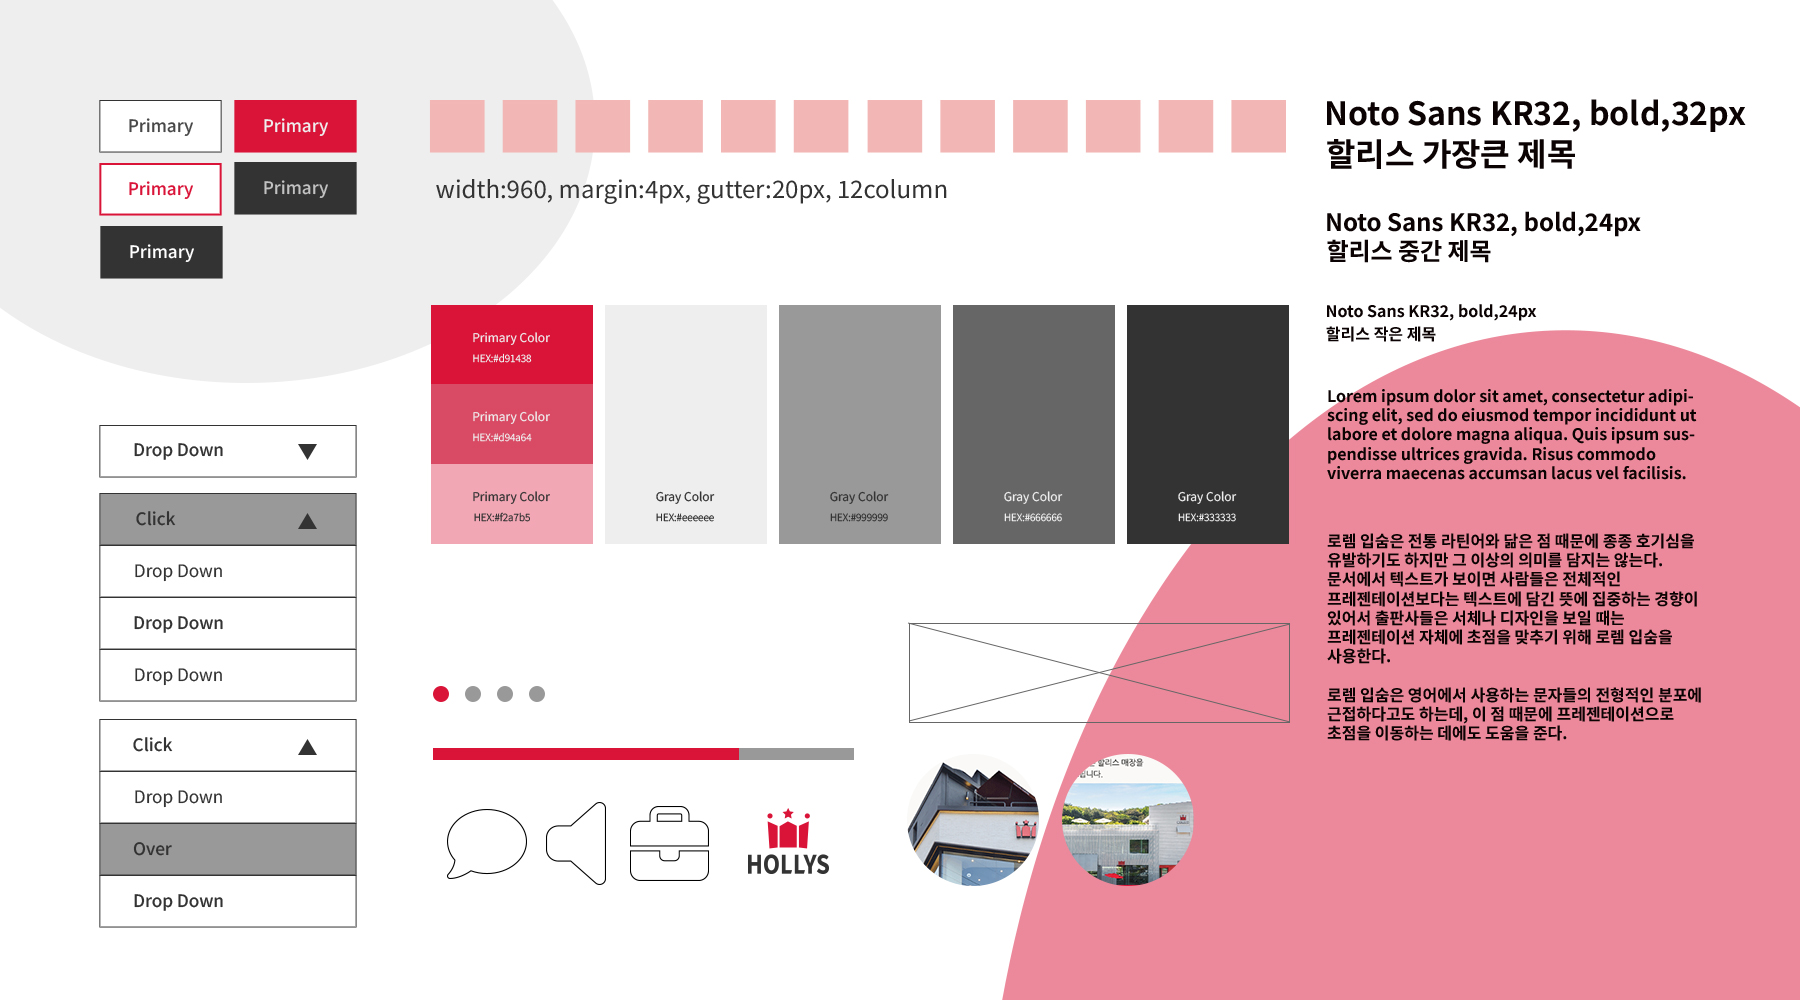 Primary
Primary
Primary
Primary
Primary
width:960, margin:4px, gutter:20px, 12column
Noto Sans KR32, bold,32px
할리스 가장큰 제목
Noto Sans KR32, bold,24px
할리스 중간 제목
Noto Sans KR32, bold,24px
할리스 작은 제목
Primary Color
HEX:#d91438
Primary Color
HEX:#d94a64
Primary Color
HEX:#f2a7b5
Gray Color
HEX:#eeeeee
Gray Color
HEX:#999999
Gray Color
HEX:#666666
Gray Color
HEX:#333333
Lorem ipsum dolor sit amet, consectetur adipi-
scing elit, sed do eiusmod tempor incididunt ut
labore et dolore magna aliqua. Quis ipsum sus-
pendisse ultrices gravida. Risus commodo
viverra maecenas accumsan lacus vel facilisis.
로렘 입숨은 전통 라틴어와 닮은 점 때문에 종종 호기심을
유발하기도 하지만 그 이상의 의미를 담지는 않는다.
문서에서 텍스트가 보이면 사람들은 전체적인
프레젠테이션보다는 텍스트에 담긴 뜻에 집중하는 경향이
있어서 출판사들은 서체나 디자인을 보일 때는
프레젠테이션 자체에 초점을 맞추기 위해 로렘 입숨을
사용한다.
로렘 입숨은 영어에서 사용하는 문자들의 전형적인 분포에
근접하다고도 하는데, 이 점 때문에 프레젠테이션으로
초점을 이동하는 데에도 도움을 준다.
Drop Down
Click
Drop Down
Drop Down
Drop Down
Click
Drop Down
Over
Drop Down
HOLLYS
할리스 매장을
입니다.